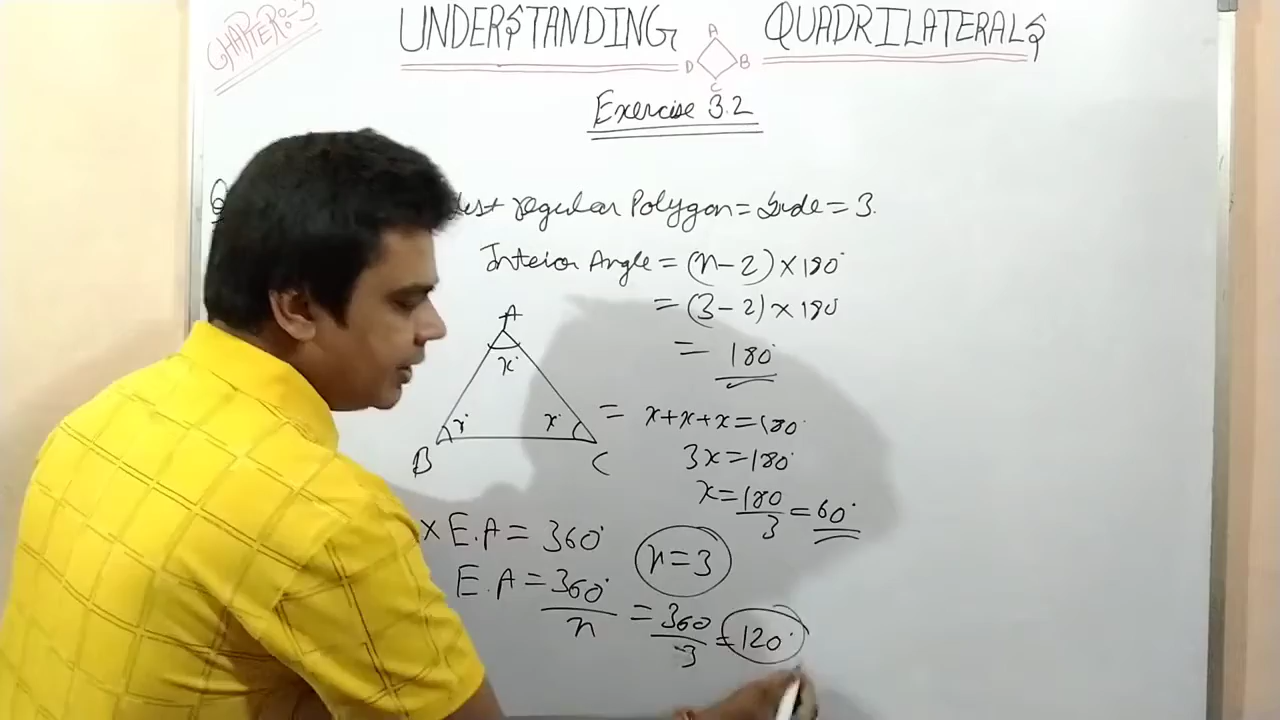 CHAPTER:-3
UNDERSTANDING QUADRILATERALS
A
D B
C
Exercise 3.2
regular Polygon = Side = 3.
Interior Angle = (n-2) × 180°
= (3-2) × 180
= 180°
A
x°
x° x°
B C
= x+x+x = 180°
3x = 180°
x = 180/3 = 60°
× E.A = 360°
n = 3
E.A = 360°/n = 360/3 = 120°